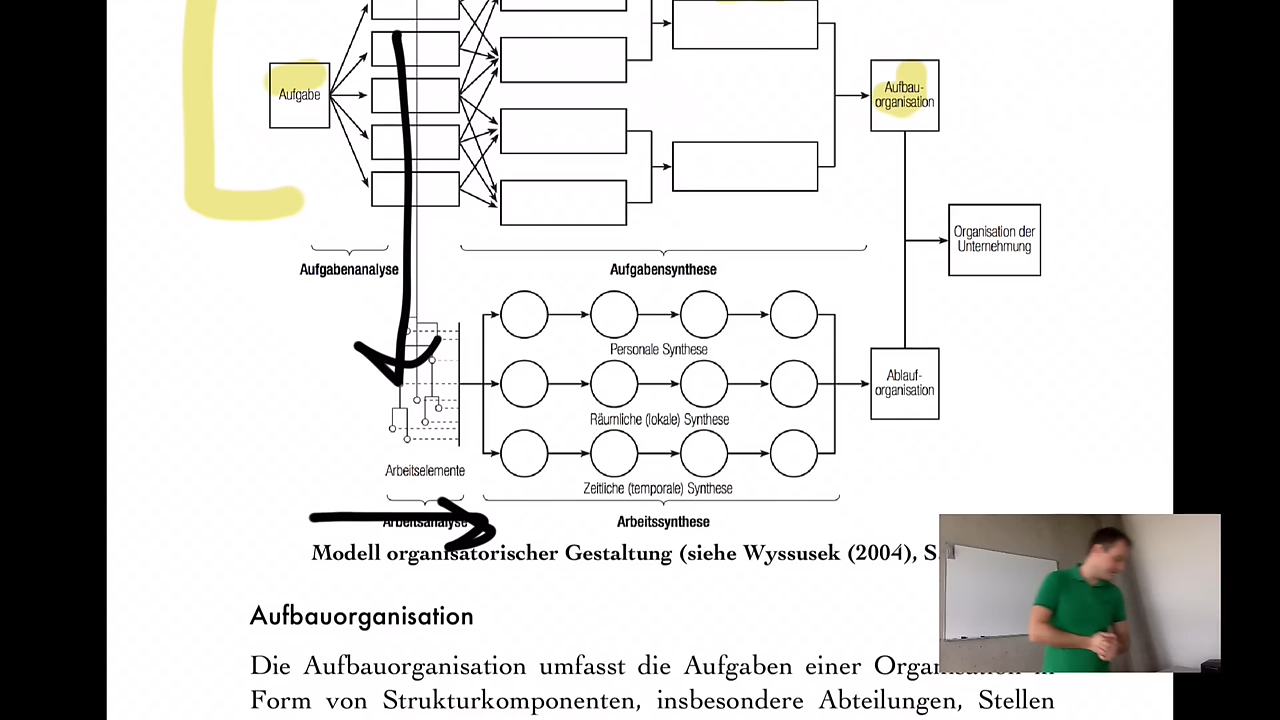 Aufgabe
Aufbau-
organisation
Organisation der
Unternehmung
Aufgabenanalyse
Aufgabensynthese
Personale Synthese
Ablauf-
organisation
Räumliche (lokale) Synthese
Arbeitselemente
Zeitliche (temporale) Synthese
Arbeitsanalyse
Arbeitssynthese
Modell organisatorischer Gestaltung (siehe Wyssusek (2004), S.
Aufbauorganisation
Die Aufbauorganisation umfasst die Aufgaben einer
Form von Strukturkomponenten, insbesondere Abteilungen, Stellen